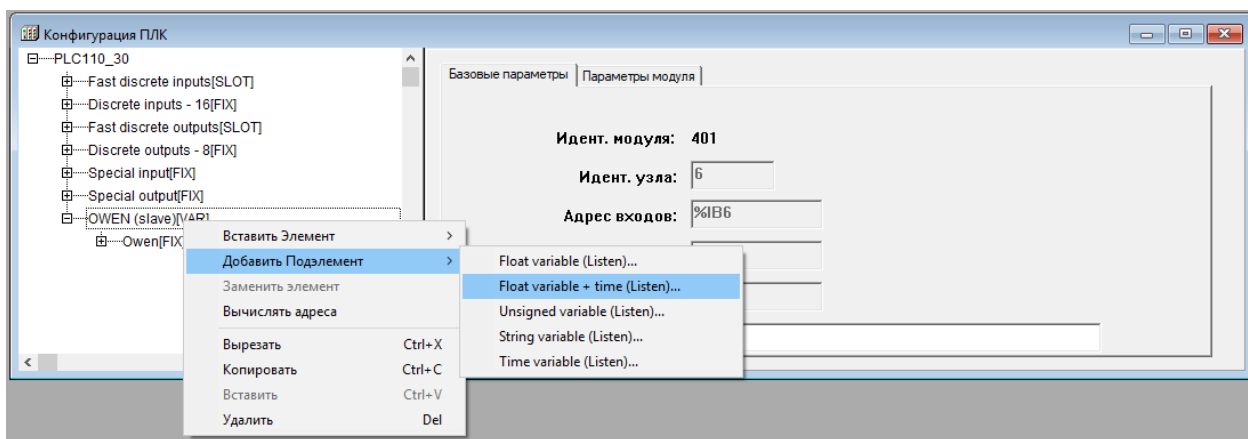 Конфигурация ПЛК
PLC110_30
Fast discrete inputs[SLOT]
Discrete inputs - 16[FIX]
Fast discrete outputs[SLOT]
Discrete outputs - 8[FIX]
Special input[FIX]
Special output[FIX]
OWEN (slave)[VAR]
Owen[FIX
Базовые параметры
Параметры модуля
Идент. модуля: 401
Идент. узла: 6
Адрес входов: %IB6
Вставить Элемент
Добавить Подэлемент
Заменить элемент
Вычислять адреса
Вырезать Ctrl+X
Копировать Ctrl+C
Вставить Ctrl+V
Удалить Del
Float variable (Listen)...
Float variable + time (Listen)...
Unsigned variable (Listen)...
String variable (Listen)...
Time variable (Listen)...